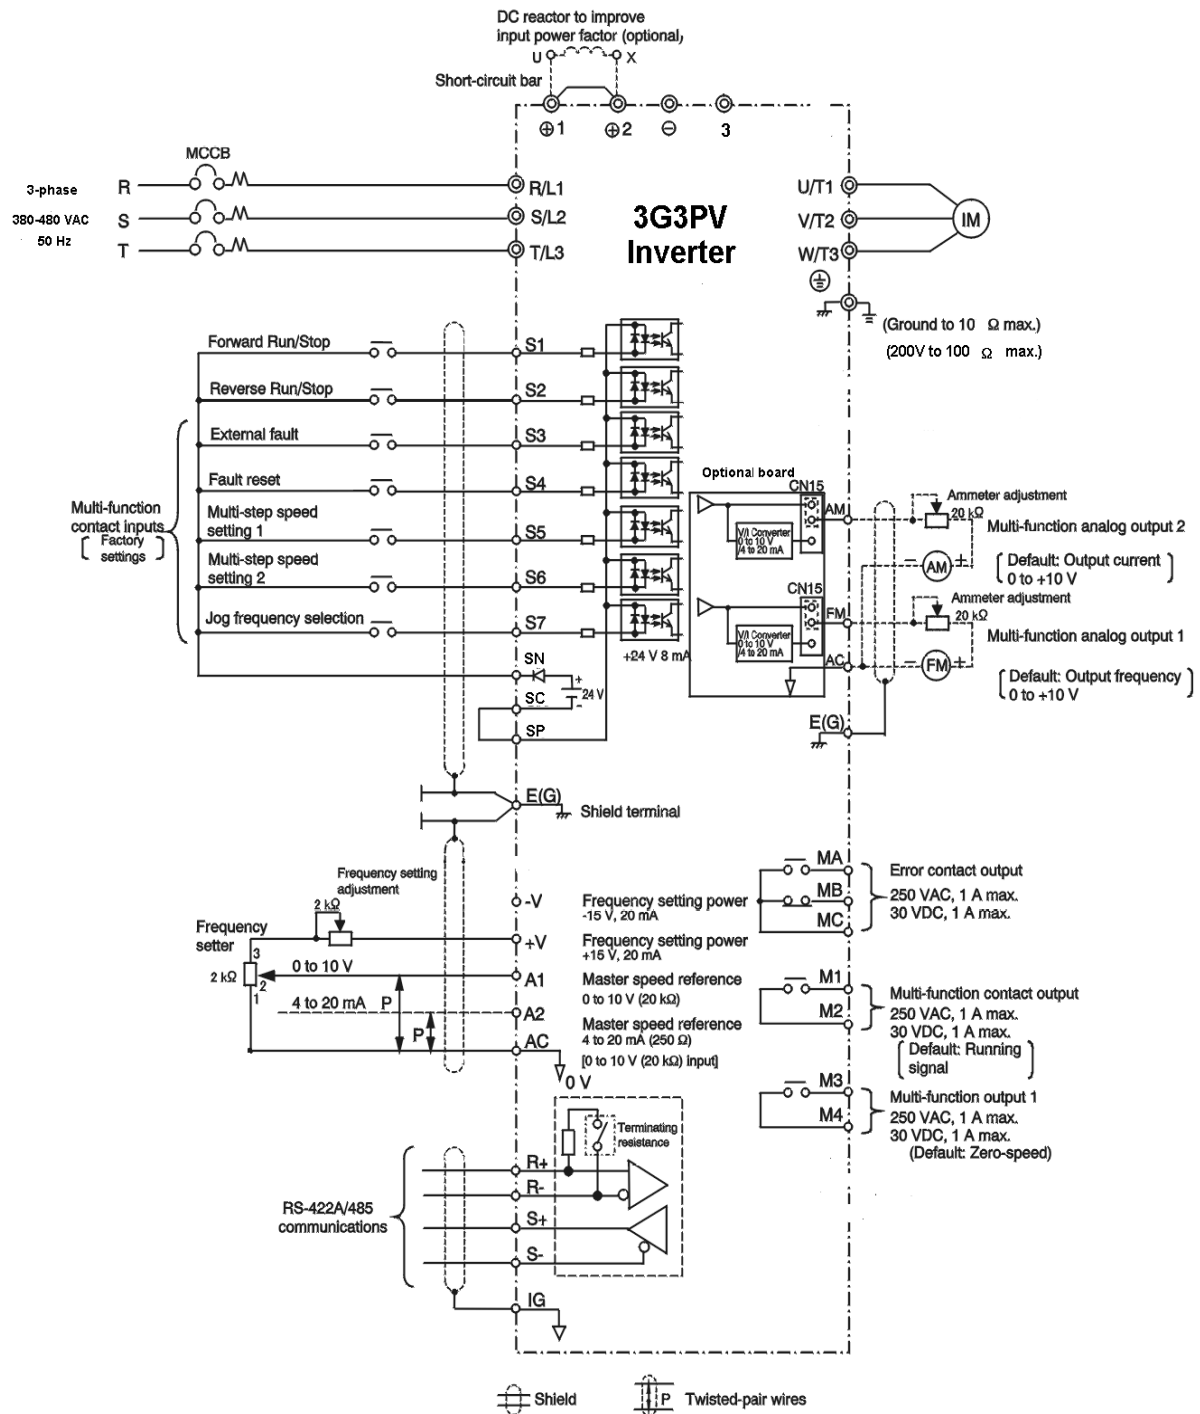 DC reactor to improve
input power factor (optional)
U X
Short-circuit bar
⊕1 ⊕2 ⊖ 3
MCCB
3-phase
380-480 VAC
50 Hz
R
S
T
R/L1
S/L2
T/L3
3G3PV
Inverter
U/T1
V/T2
W/T3
IM
(Ground to 10 Ω max.)
(200V to 100 Ω max.)
Forward Run/Stop
S1
Reverse Run/Stop
S2
External fault
S3
Fault reset
S4
Multi-step speed
setting 1
S5
Multi-step speed
setting 2
S6
Jog frequency selection
S7
Multi-function
contact inputs
Factory
settings
+24 V 8 mA
SN
SC
SP
+
24 V
-
Optional board
CN15
V/I Converter
0 to 10 V
/4 to 20 mA
AM
CN15
V/I Converter
0 to 10 V
/4 to 20 mA
FM
AC
Ammeter adjustment
20 kΩ
Multi-function analog output 2
− AM +
Default: Output current
0 to +10 V
Ammeter adjustment
20 kΩ
Multi-function analog output 1
− FM +
Default: Output frequency
0 to +10 V
E(G)
E(G)
Shield terminal
Frequency setting
adjustment
2 kΩ
Frequency
setter
3
2 kΩ
2
1
0 to 10 V
4 to 20 mA
P
P
-V
+V
A1
A2
AC
0 V
Frequency setting power
-15 V, 20 mA
Frequency setting power
+15 V, 20 mA
Master speed reference
0 to 10 V (20 kΩ)
Master speed reference
4 to 20 mA (250 Ω)
[0 to 10 V (20 kΩ) input]
MA
MB
MC
Error contact output
250 VAC, 1 A max.
30 VDC, 1 A max.
M1
M2
Multi-function contact output
250 VAC, 1 A max.
30 VDC, 1 A max.
Default: Running
signal
M3
M4
Multi-function output 1
250 VAC, 1 A max.
30 VDC, 1 A max.
(Default: Zero-speed)
Terminating
resistance
RS-422A/485
communications
R+
R-
S+
S-
IG
Shield
P Twisted-pair wires